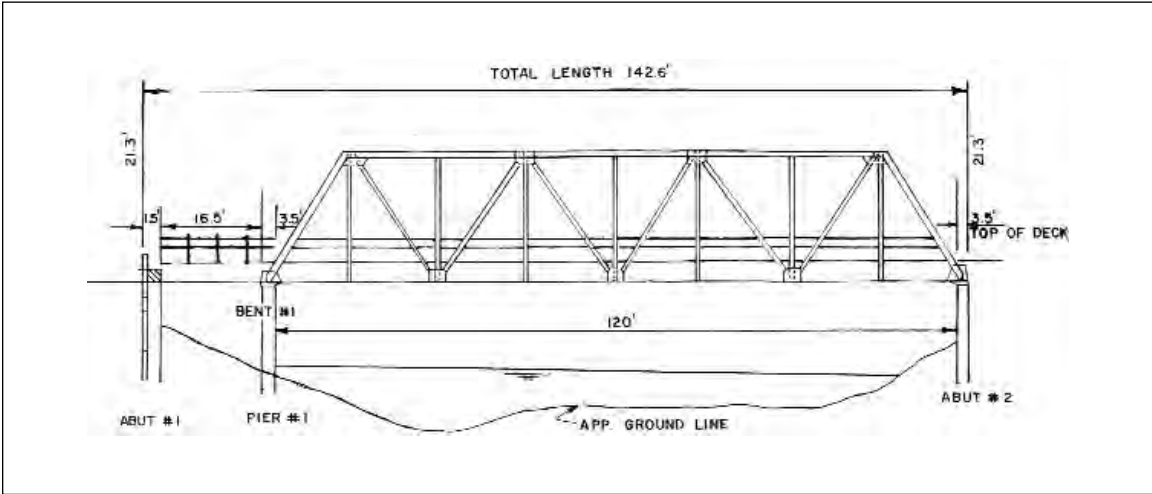 TOTAL LENGTH 142.6'
21.3'
21.3'
1.5' 16.5' 3.5' 3.5'
TOP OF DECK
BENT #1
120'
ABUT #1 PIER #1 APP. GROUND LINE ABUT #2